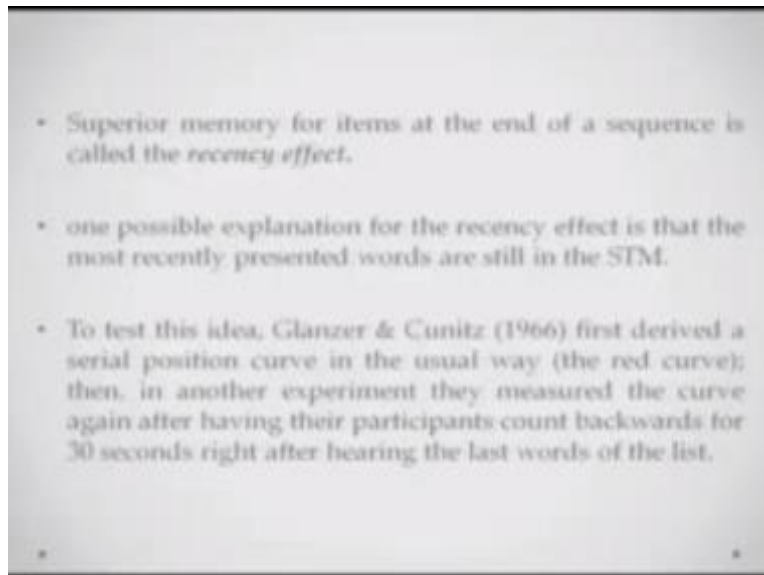 • Superior memory for items at the end of a sequence is
called the recency effect.
• one possible explanation for the recency effect is that the
most recently presented words are still in the STM.
• To test this idea, Glanzer & Cunitz (1966) first derived a
serial position curve in the usual way (the red curve);
then, in another experiment they measured the curve
again after having their participants count backwards for
30 seconds right after hearing the last words of the list.